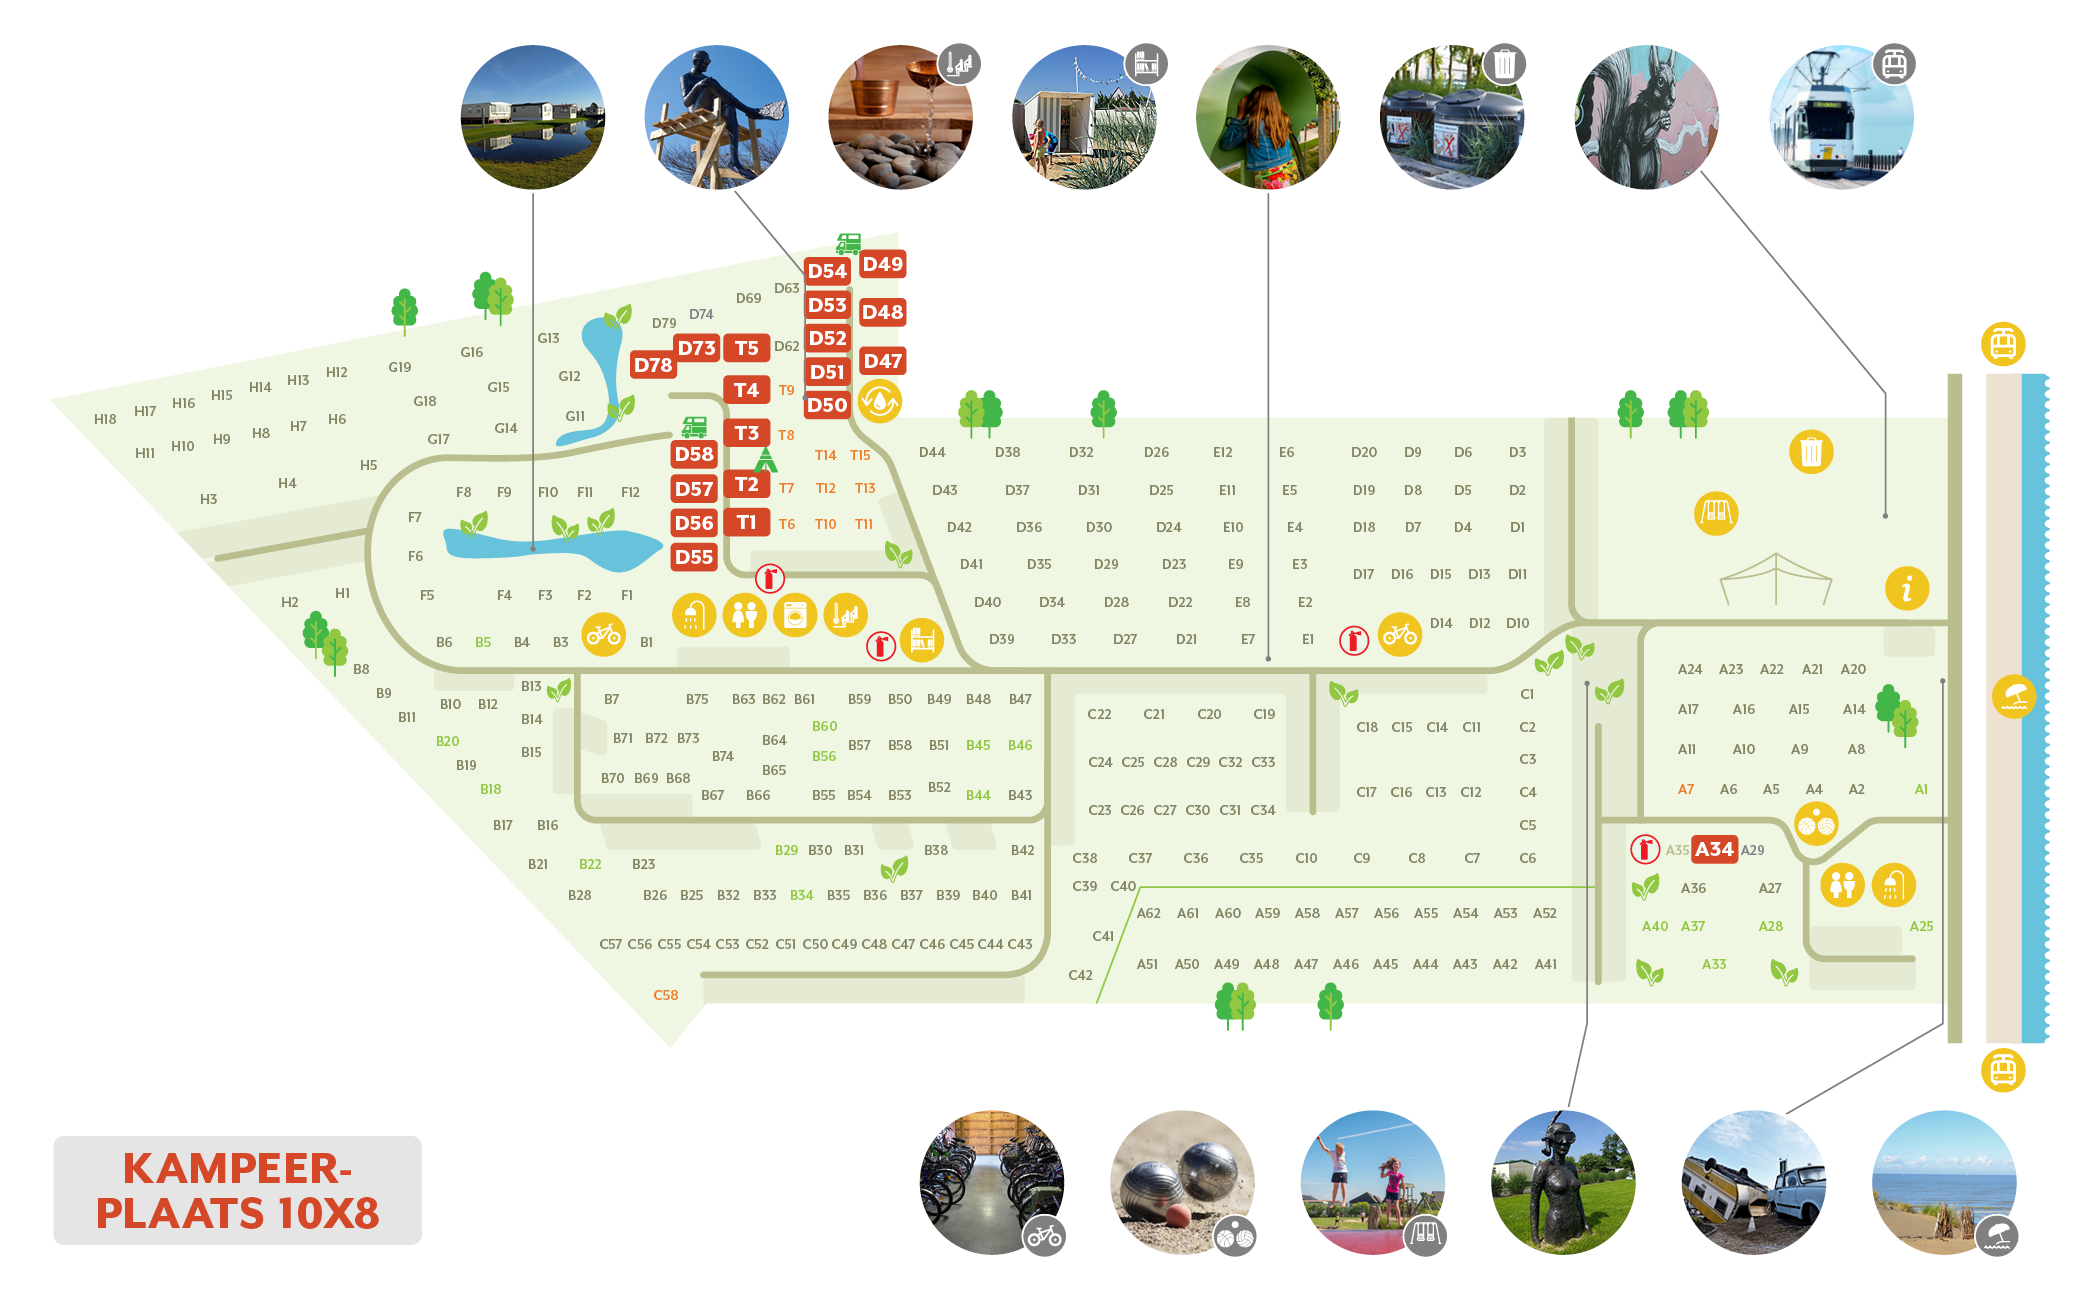 D54 D49
D63
D69 D53 D48
D74
D79
D73 T5 D62 D52
D78 D51 D47
T4 T9 D50
T3 T8
D58 T14 T15
D57 T2 T7 T12 T13
D56 T1 T6 T10 T11
D55
G13
G16
G19 G12
G15
G18 G11
G14
G17
H18 H17 H16 H15 H14 H13 H12
H11 H10 H9 H8 H7 H6
H5
H4
H3
H2 H1
F8 F9 F10 F11 F12
F7
F6
F5 F4 F3 F2 F1
B6 B5 B4 B3 B1
D44 D38 D32 D26 E12 E6 D20 D9 D6 D3
D43 D37 D31 D25 E11 E5 D19 D8 D5 D2
D42 D36 D30 D24 E10 E4 D18 D7 D4 D1
D41 D35 D29 D23 E9 E3 D17 D16 D15 D13 D11
D40 D34 D28 D22 E8 E2 D14 D12 D10
D39 D33 D27 D21 E7 E1
i
B8
B9
B11
B10 B12 B13
B14
B20 B15
B19
B18
B17 B16
B21 B22 B23
B28
B7 B75 B63 B62 B61 B59 B50 B49 B48 B47
B60
B71 B72 B73 B64 B57 B58 B51 B45 B46
B74 B56
B70 B69 B68 B65 B52
B67 B66 B55 B54 B53 B44 B43
B29 B30 B31 B38 B42
B26 B25 B32 B33 B34 B35 B36 B37 B39 B40 B41
C57 C56 C55 C54 C53 C52 C51 C50 C49 C48 C47 C46 C45 C44 C43
C58
C22 C21 C20 C19
C24 C25 C28 C29 C32 C33
C23 C26 C27 C30 C31 C34
C1
C18 C15 C14 C11 C2
C3
C17 C16 C13 C12 C4
C5
C38 C37 C36 C35 C10 C9 C8 C7 C6
C39 C40
C41
C42
A62 A61 A60 A59 A58 A57 A56 A55 A54 A53 A52
A51 A50 A49 A48 A47 A46 A45 A44 A43 A42 A41
A24 A23 A22 A21 A20
A17 A16 A15 A14
A11 A10 A9 A8
A7 A6 A5 A4 A2 A1
A35 A34 A29
A36 A27
A40 A37 A28 A25
A33
KAMPEER-
PLAATS 10X8